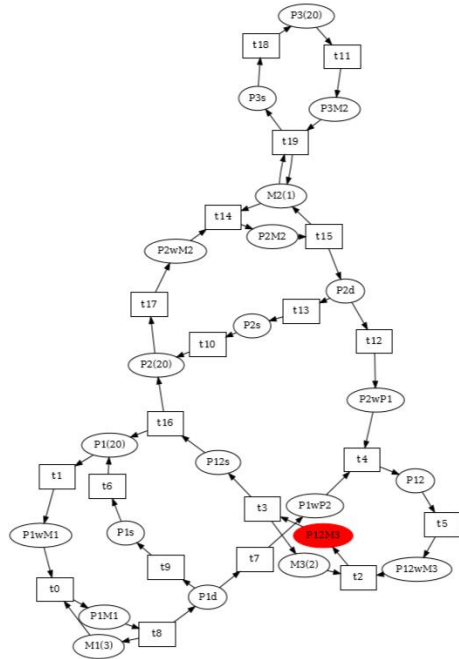 P3(20)
t18
t11
P3s
P3M2
t19
M2(1)
t14
P2M2
t15
P2wM2
P2d
t17
t13
P2s
t10
t12
P2(20)
P2wP1
t16
P1(20)
t4
P12s
t1
P12
t6
P1wP2
t3
t5
P1s
P1wM1
P12M3
t7
t9
M3(2)
t2
P12wM3
t0
P1d
P1M1
t8
M1(3)